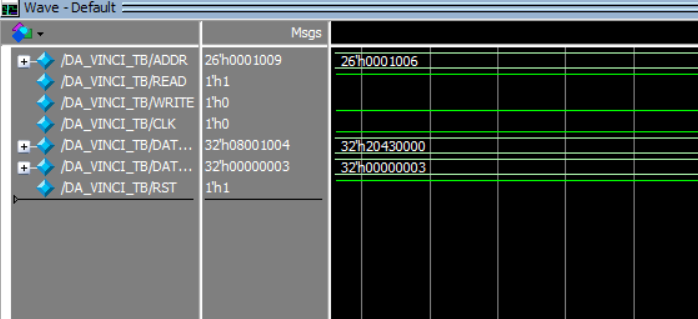 Wave - Default
Msgs
/DA_VINCI_TB/ADDR 26'h0001009 26'h0001006
/DA_VINCI_TB/READ 1'h1
/DA_VINCI_TB/WRITE 1'h0
/DA_VINCI_TB/CLK 1'h0
/DA_VINCI_TB/DAT... 32'h08001004 32'h20430000
/DA_VINCI_TB/DAT... 32'h00000003 32'h00000003
/DA_VINCI_TB/RST 1'h1